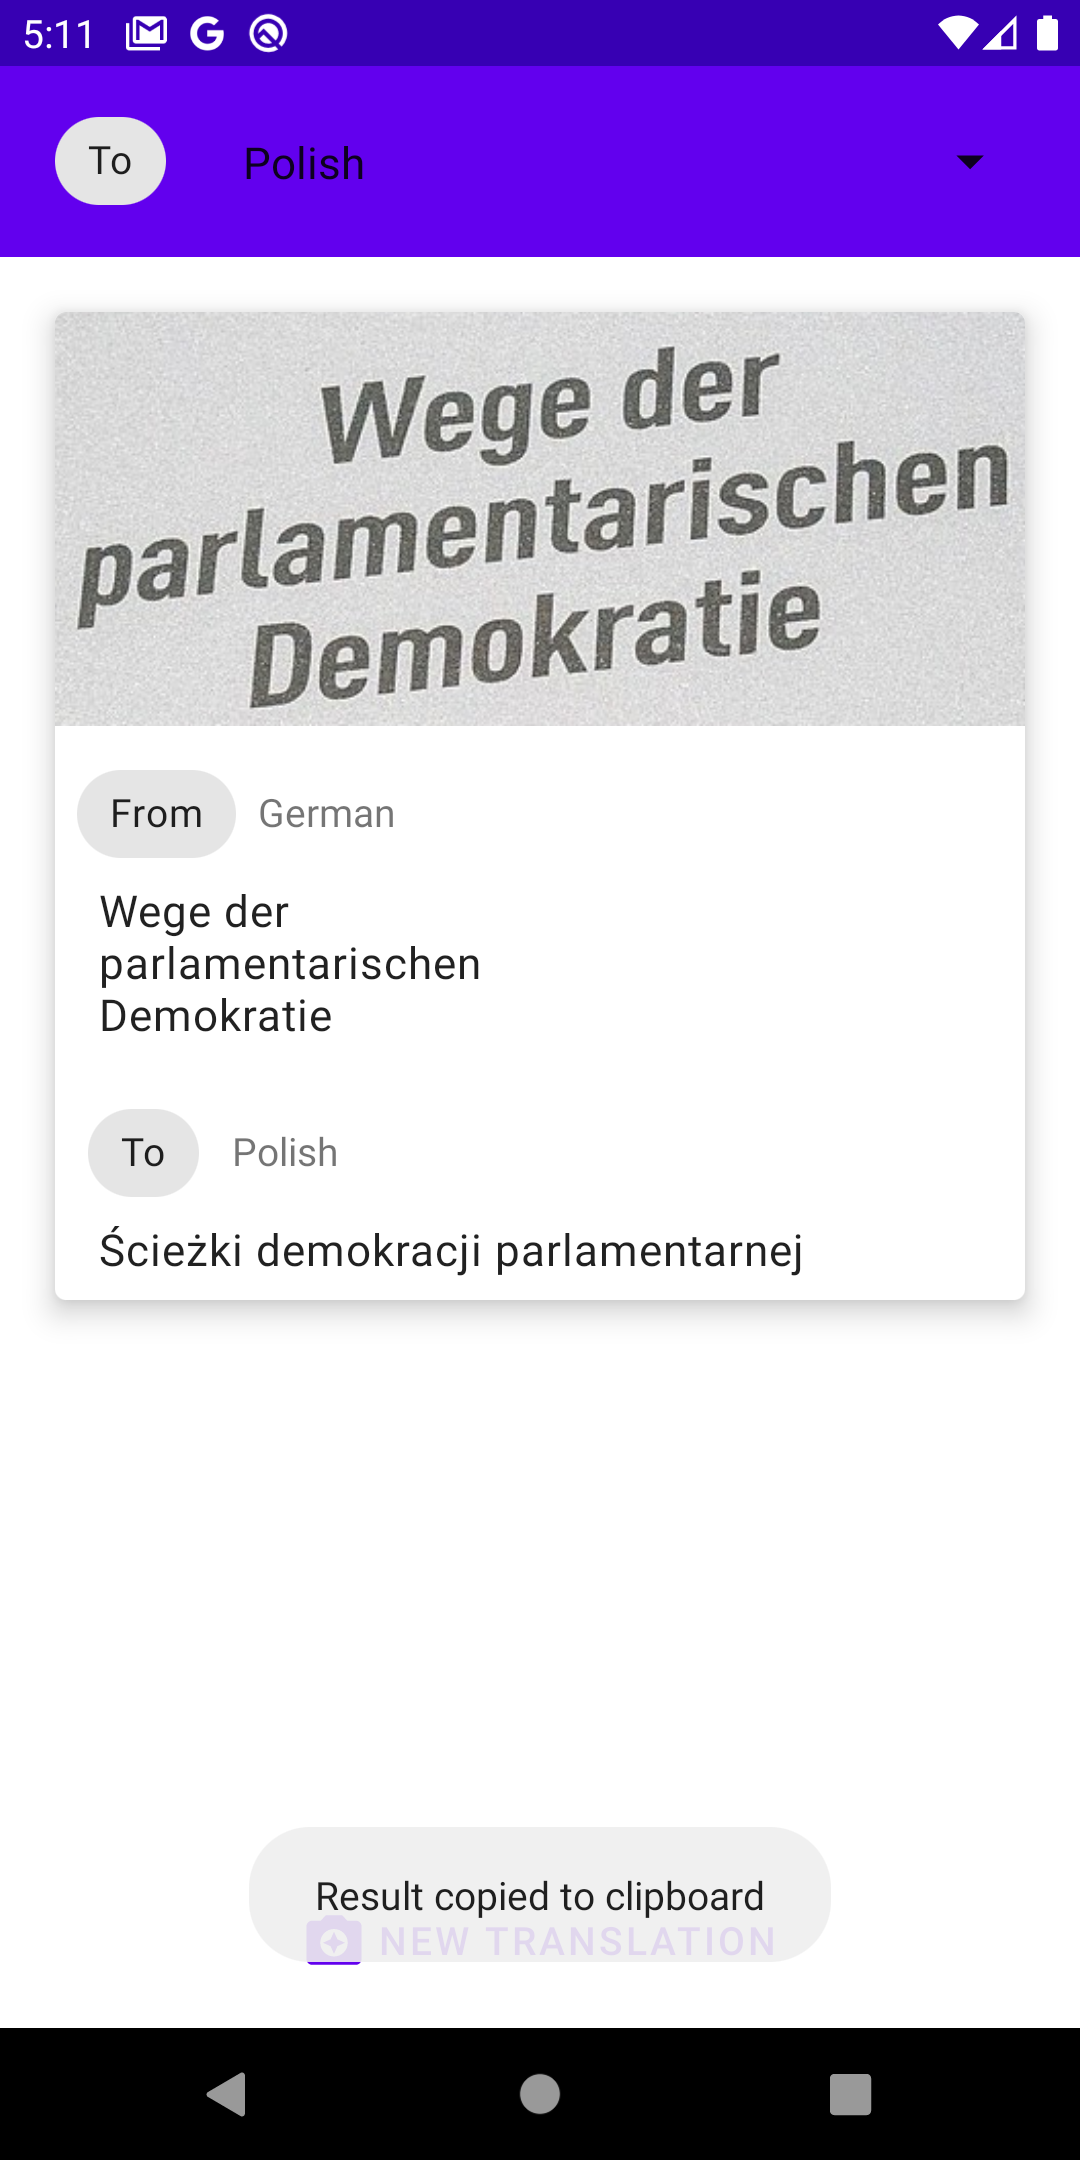 5:11
To
Polish
Wege der
parlamentarischen
Demokratie
From
German
Wege der
parlamentarischen
Demokratie
To
Polish
Ścieżki demokracji parlamentarnej
Result copied to clipboard
NEW TRANSLATION